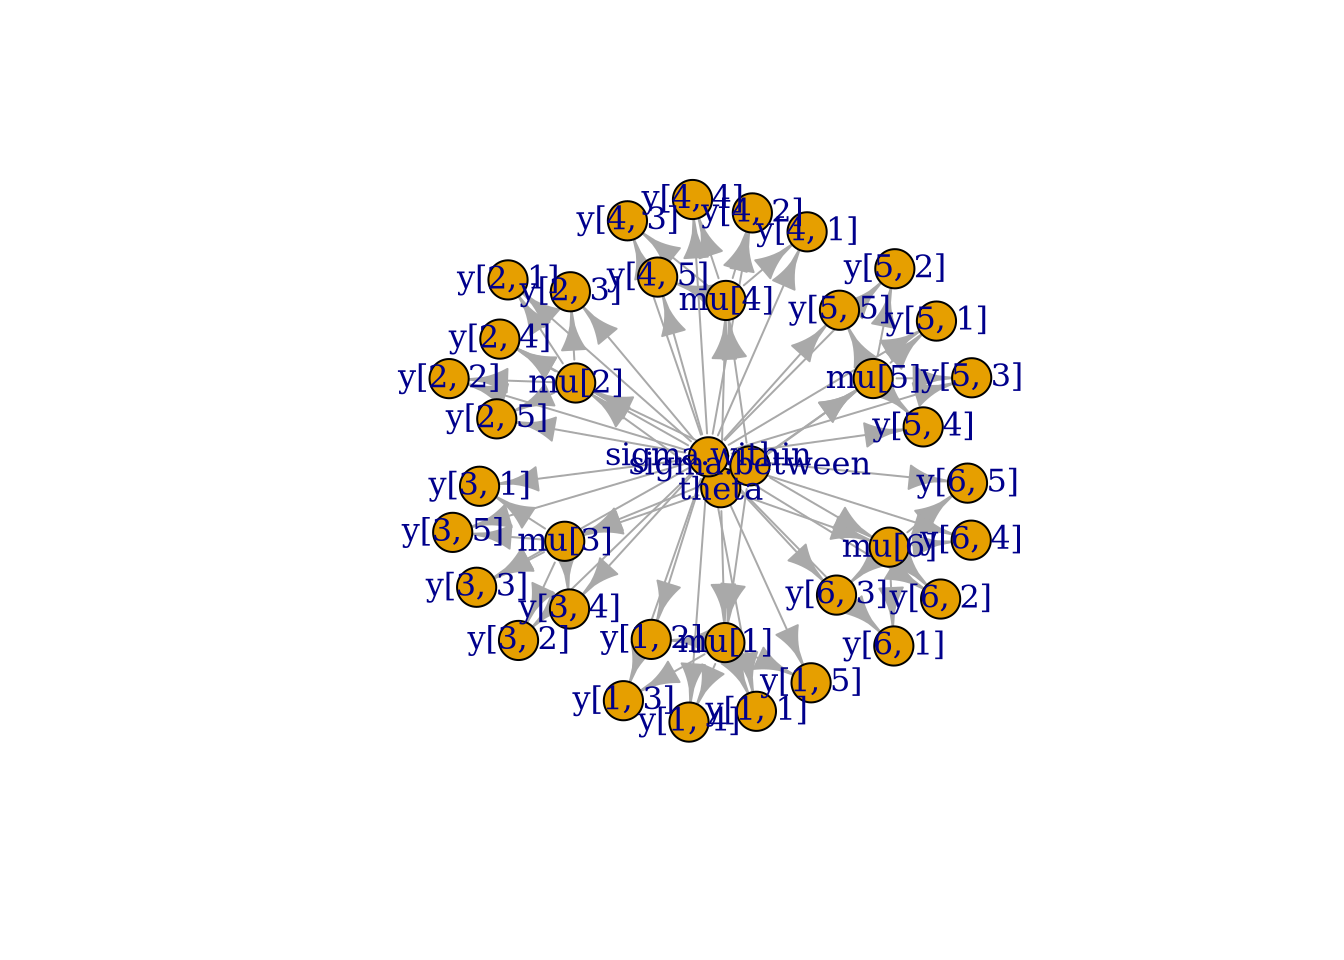 y[4, 4]
y[4, 2]
y[4, 3]
y[4, 1]
y[5, 2]
y[2, 1]
y[4, 5]
y[2, 3]
mu[4]
y[5, 5]
y[5, 1]
y[2, 4]
y[2, 2]
mu[2]
mu[5]
y[5, 3]
y[2, 5]
y[5, 4]
sigma.within
sigma.between
theta
y[3, 1]
y[6, 5]
y[3, 5]
mu[3]
mu[6]
y[6, 4]
y[3, 3]
y[6, 3]
y[6, 2]
y[3, 4]
y[3, 2]
y[1, 2]
mu[1]
y[6, 1]
y[1, 5]
y[1, 3]
y[1, 1]
y[1, 4]